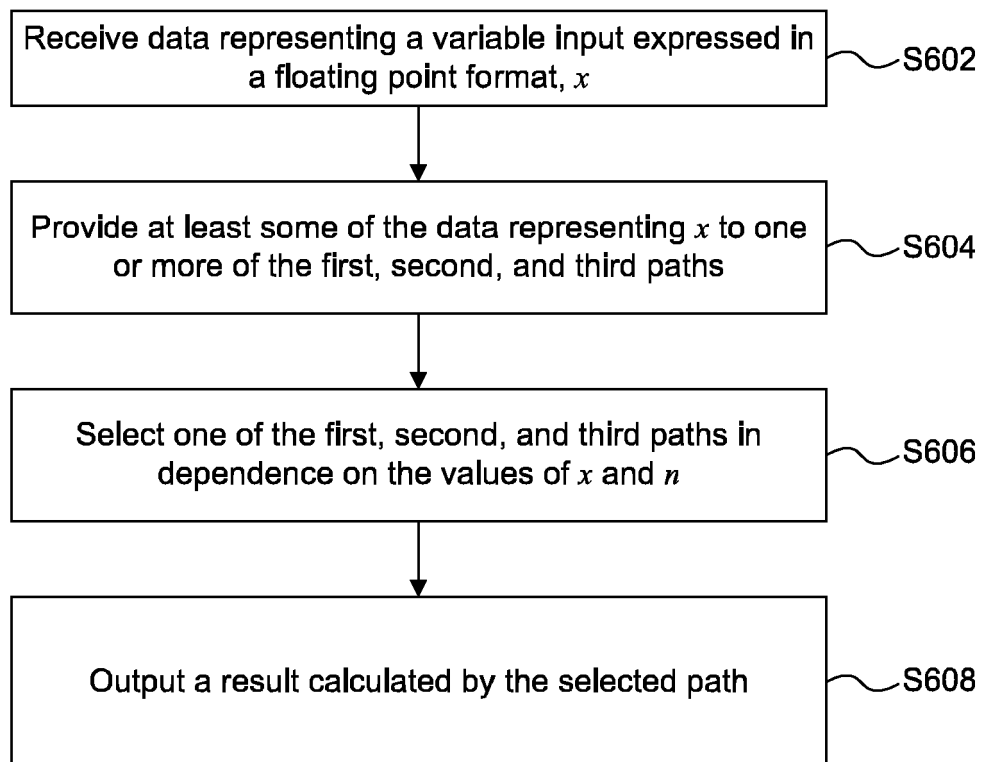 Receive data representing a variable input expressed in
a floating point format, x
S602
Provide at least some of the data representing x to one
or more of the first, second, and third paths
S604
Select one of the first, second, and third paths in
dependence on the values of x and n
S606
Output a result calculated by the selected path
S608